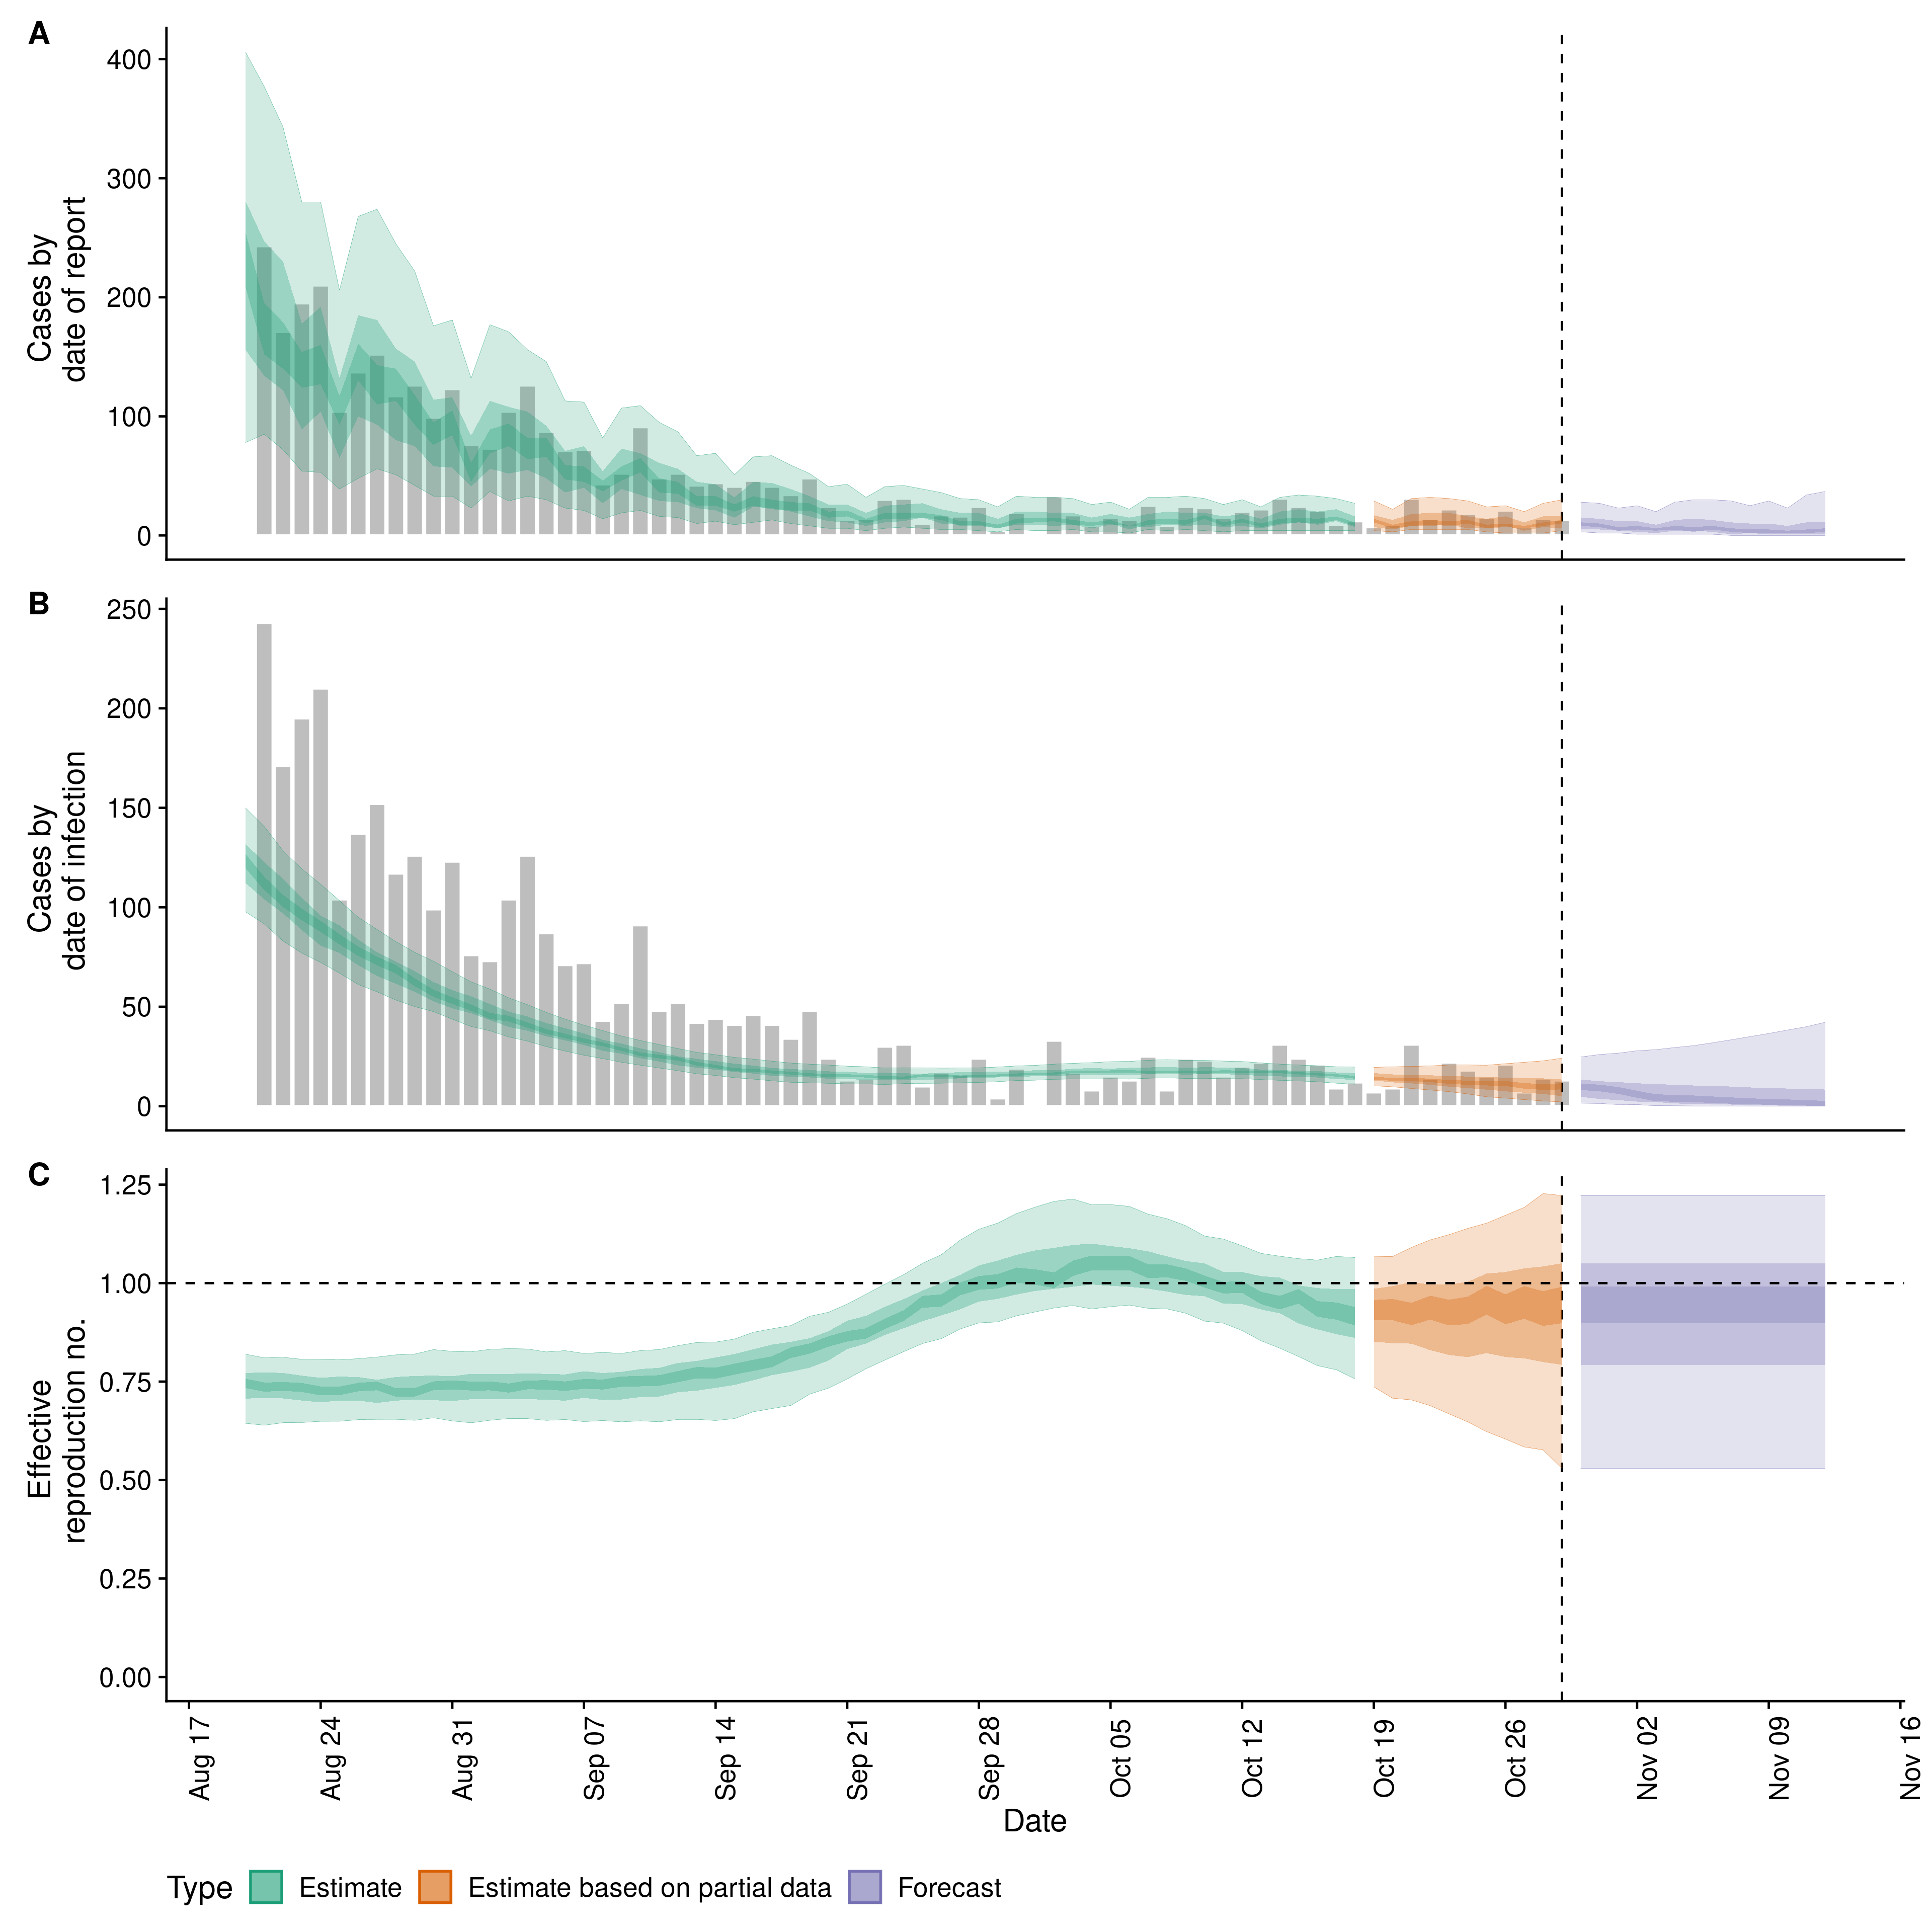 A
400
300
200
100
0
Cases by
date of report
B
250
200
150
100
50
0
Cases by
date of infection
C
1.25
1.00
0.75
0.50
0.25
0.00
Effective
reproduction no.
Aug 17
Aug 24
Aug 31
Sep 07
Sep 14
Sep 21
Sep 28
Oct 05
Oct 12
Oct 19
Oct 26
Nov 02
Nov 09
Nov 16
Date
Type Estimate Estimate based on partial data Forecast